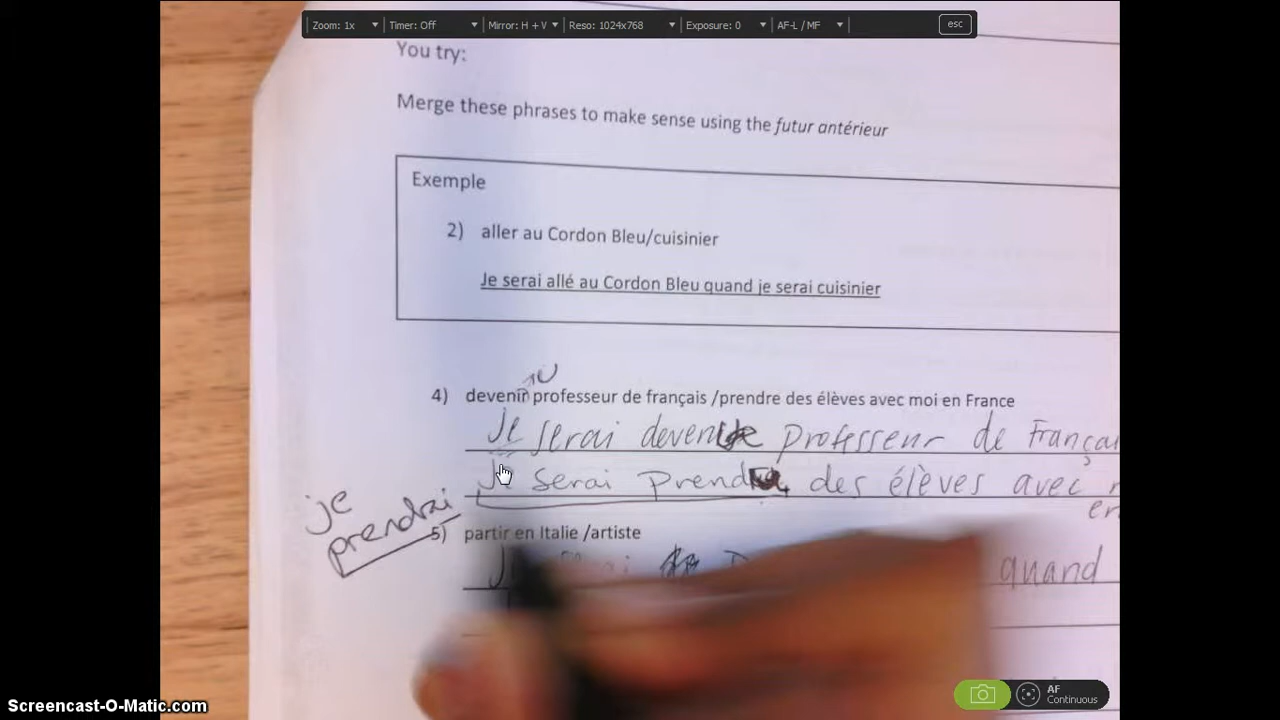 Zoom: 1x Timer: Off Mirror: H + V Reso: 1024x768 Exposure: 0 AF-L / MF esc
You try:
Merge these phrases to make sense using the futur antérieur
Exemple
2) aller au Cordon Bleu/cuisinier
Je serai allé au Cordon Bleu quand je serai cuisinier
4) devenir professeur de français /prendre des élèves avec moi en France
Je serai professeur de França
Je serai des élèves avec
je
prendrai
5) partir en Italie /artiste
quand
AF
Continuous
Screencast-O-Matic.com